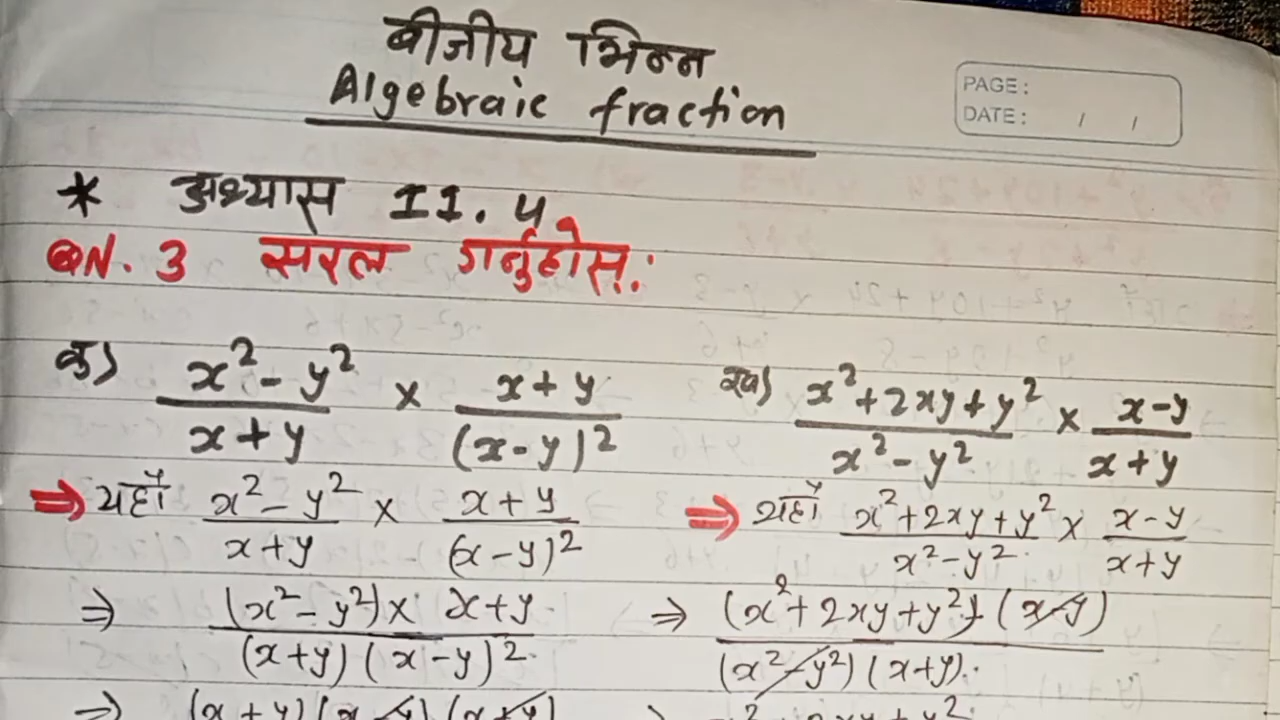 बीजीय भिन्न
Algebraic fraction
PAGE:
DATE: / /
* अभ्यास 11.4
QN. 3 सरल गर्नुहोस्:
क) (x² - y²)/(x + y) × (x + y)/(x - y)²
ख) (x² + 2xy + y²)/(x² - y²) × (x - y)/(x + y)
⇒ यहाँ (x² - y²)/(x + y) × (x + y)/(x - y)²
⇒ यहाँ (x² + 2xy + y²)/(x² - y²) × (x - y)/(x + y)
⇒ (x² - y²) × x + y / (x + y)(x - y)²
⇒ (x² + 2xy + y²) (x - y) / (x² - y²)(x + y)
⇒ (x + y)(x - y)(x + y)